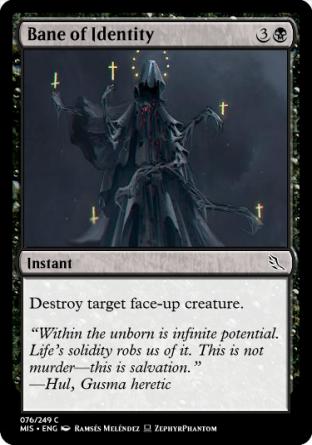 Bane of Identity 3
Instant
Destroy target face-up creature.
“Within the unborn is infinite potential.
Life’s solidity robs us of it. This is not
murder—this is salvation.”
—Hul, Gusma heretic
076/249 C
MIS • ENG Ramsés Meléndez ZephyrPhantom